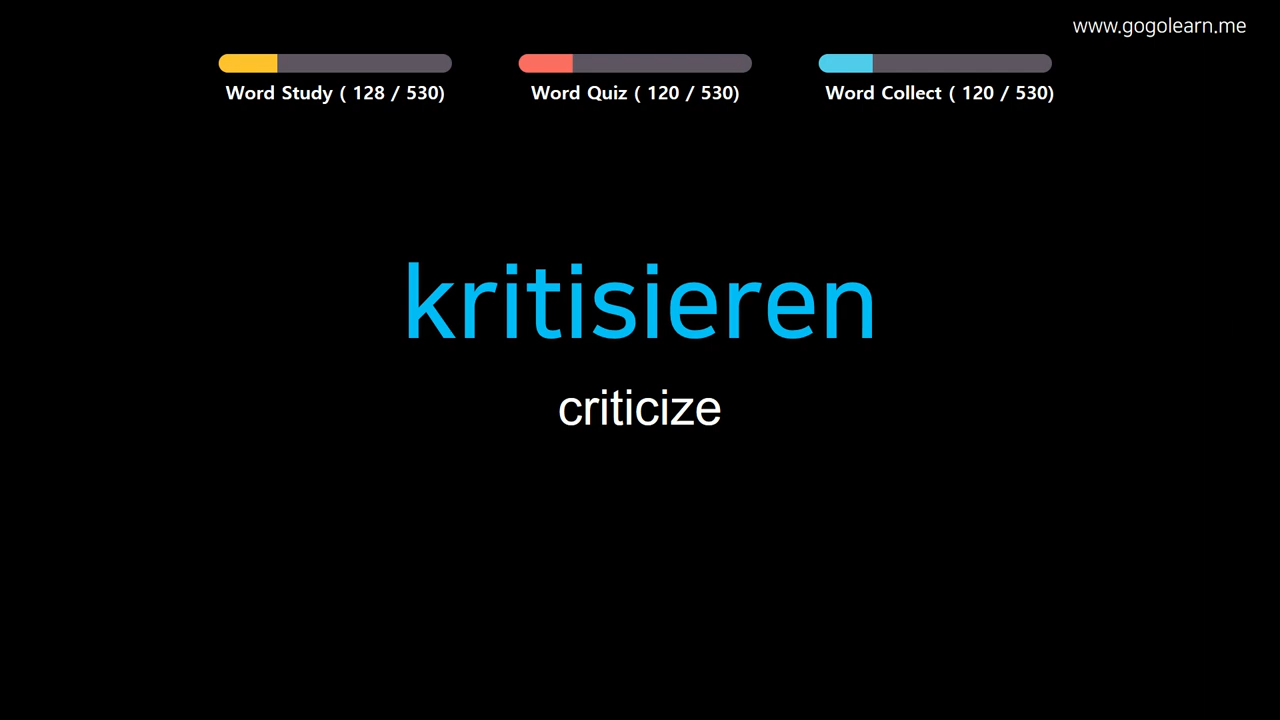 www.gogolearn.me
Word Study ( 128 / 530)
Word Quiz ( 120 / 530)
Word Collect ( 120 / 530)
kritisieren
criticize